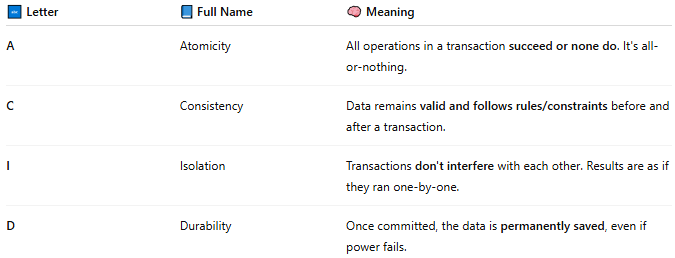 Letter Full Name Meaning
A Atomicity All operations in a transaction succeed or none do. It's all-
or-nothing.
C Consistency Data remains valid and follows rules/constraints before and
after a transaction.
I Isolation Transactions don't interfere with each other. Results are as if
they ran one-by-one.
D Durability Once committed, the data is permanently saved, even if
power fails.